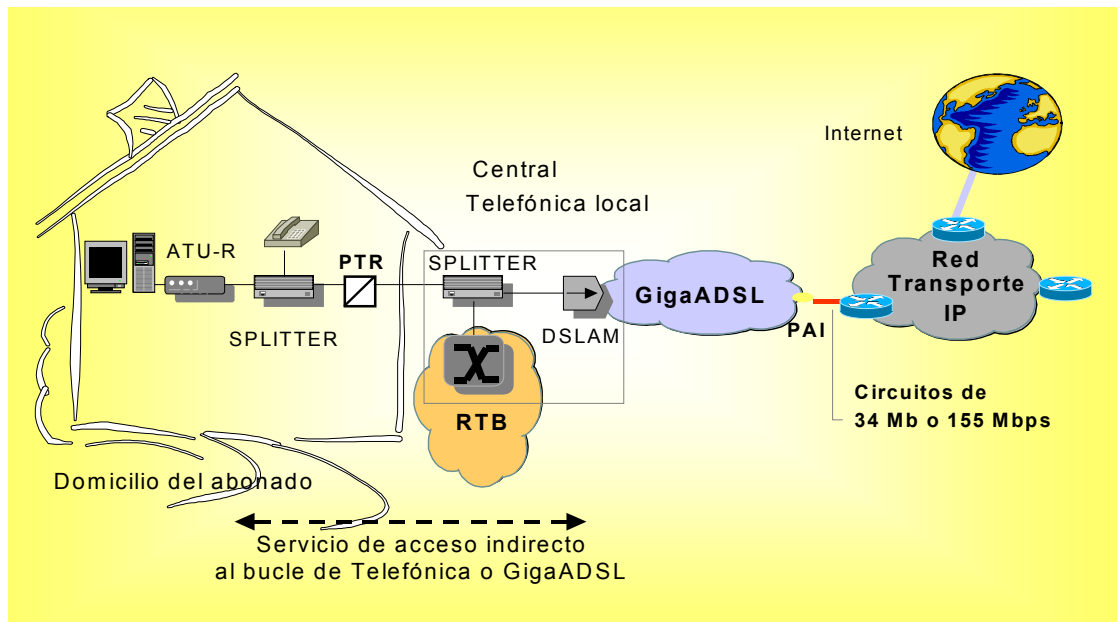 Internet
Central
Telefónica local
ATU-R
PTR
SPLITTER
SPLITTER
DSLAM
GigaADSL
PAI
Red
Transporte
IP
RTB
Circuitos de
34 Mb o 155 Mbps
Domicilio del abonado
Servicio de acceso indirecto
al bucle de Telefónica o GigaADSL